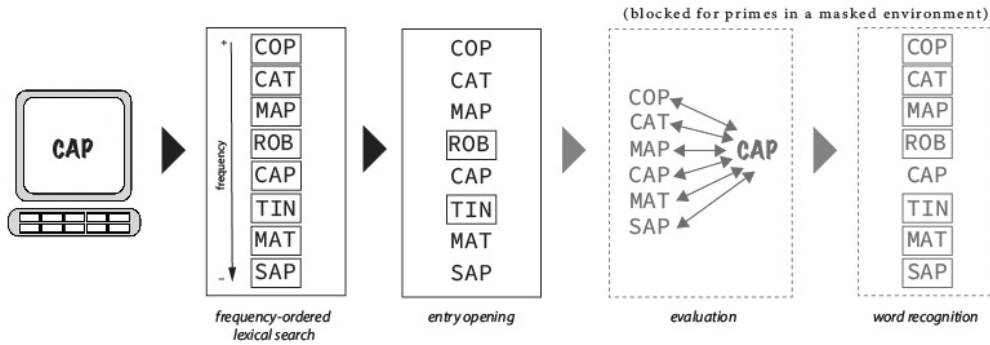 (blocked for primes in a masked environment)
CAP
+
frequency
–
COP
CAT
MAP
ROB
CAP
TIN
MAT
SAP
frequency-ordered
lexical search
COP
CAT
MAP
ROB
CAP
TIN
MAT
SAP
entry opening
COP
CAT
MAP
CAP
MAT
SAP
CAP
evaluation
COP
CAT
MAP
ROB
CAP
TIN
MAT
SAP
word recognition